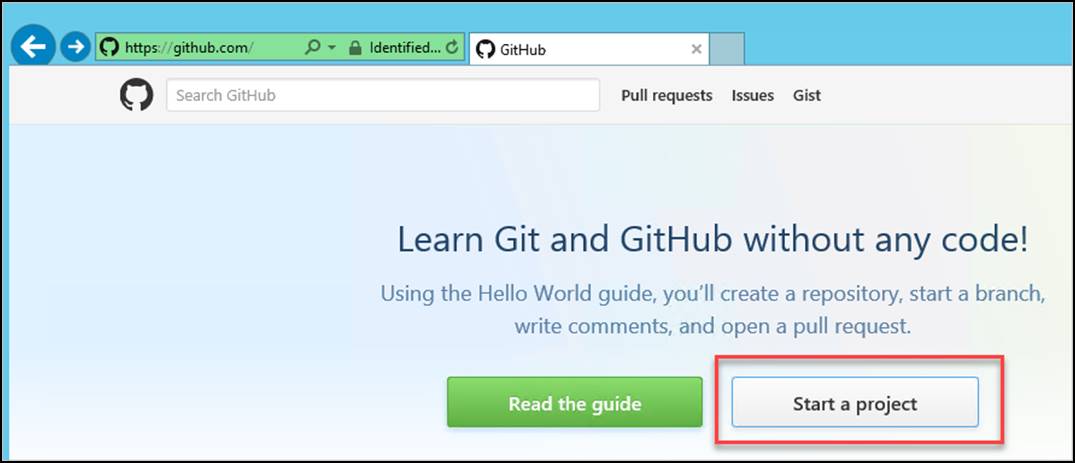 https://github.com/ Identified... GitHub
Search GitHub Pull requests Issues Gist
Learn Git and GitHub without any code!
Using the Hello World guide, you'll create a repository, start a branch,
write comments, and open a pull request.
Read the guide Start a project